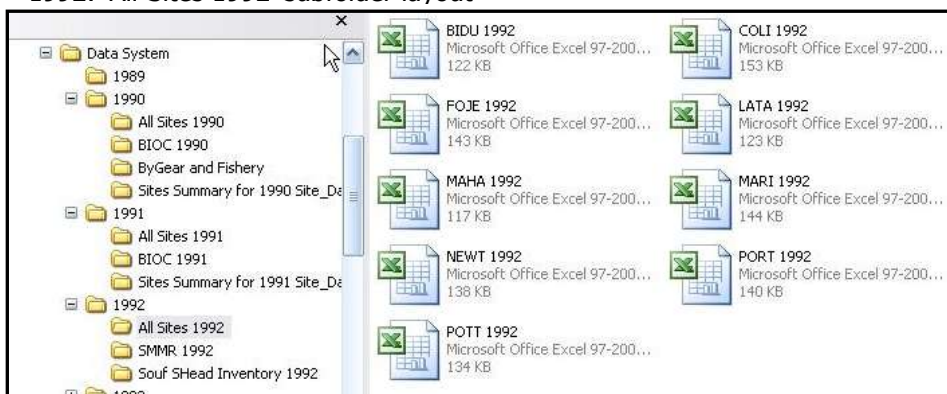 1992: All Sites 1992 subfolder layout
Data System
1989
1990
All Sites 1990
BIOC 1990
ByGear and Fishery
Sites Summary for 1990 Site_Da
1991
All Sites 1991
BIOC 1991
Sites Summary for 1991 Site_Da
1992
All Sites 1992
SMMR 1992
Souf SHead Inventory 1992
BIDU 1992
Microsoft Office Excel 97-200...
122 KB
COLI 1992
Microsoft Office Excel 97-200...
153 KB
FOJE 1992
Microsoft Office Excel 97-200...
143 KB
LATA 1992
Microsoft Office Excel 97-200...
123 KB
MAHA 1992
Microsoft Office Excel 97-200...
117 KB
MARI 1992
Microsoft Office Excel 97-200...
144 KB
NEWT 1992
Microsoft Office Excel 97-200...
138 KB
PORT 1992
Microsoft Office Excel 97-200...
140 KB
POTT 1992
Microsoft Office Excel 97-200...
134 KB